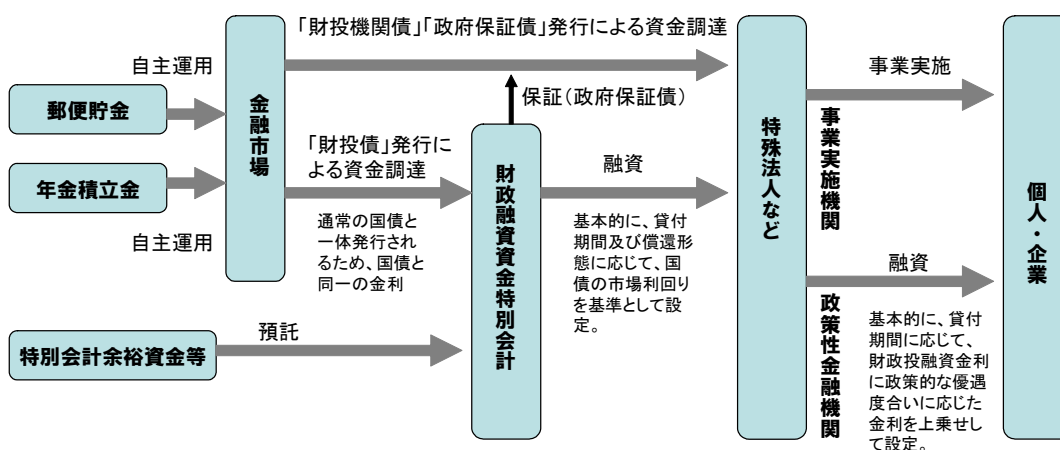 「財投機関債」「政府保証債」発行による資金調達
自主運用
郵便貯金
年金積立金
自主運用
金融市場
「財投債」発行に
よる資金調達
通常の国債と
一体発行され
るため、国債と
同一の金利
特別会計余裕資金等
預託
保証（政府保証債）
財政融資資金特別会計
融資
基本的に、貸付
期間及び償還形
態に応じて、国
債の市場利回り
を基準として設
定。
特殊法人など
事業実施
事業実施機関
融資
政策性金融機関
基本的に、貸付
期間に応じて、
財政投融資金利
に政策的な優遇
度合いに応じた
金利を上乗せし
て設定。
個人・企業